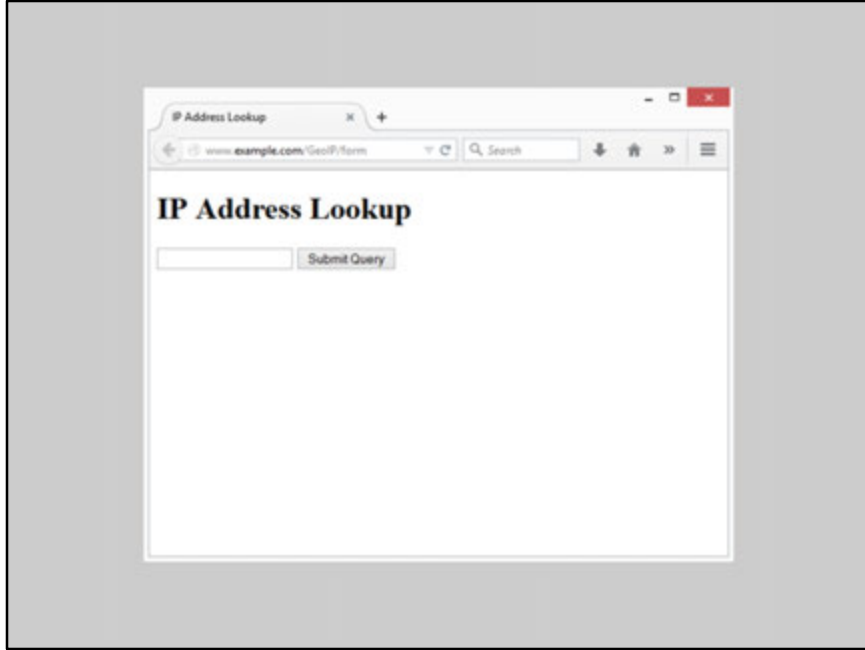 IP Address Lookup
www.example.com/GeoIP/form
Search
IP Address Lookup
Submit Query